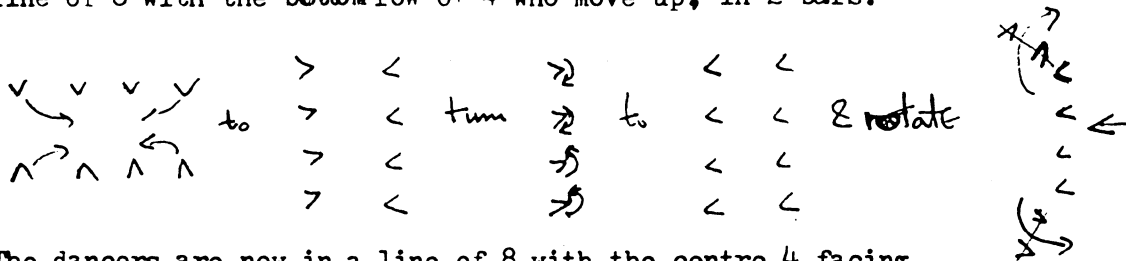 line of 8 with the bottom row of 4 who move up, in 2 bars.
to turn to & rotate
The dancers are now in a line of 8 with the centre 4 facing